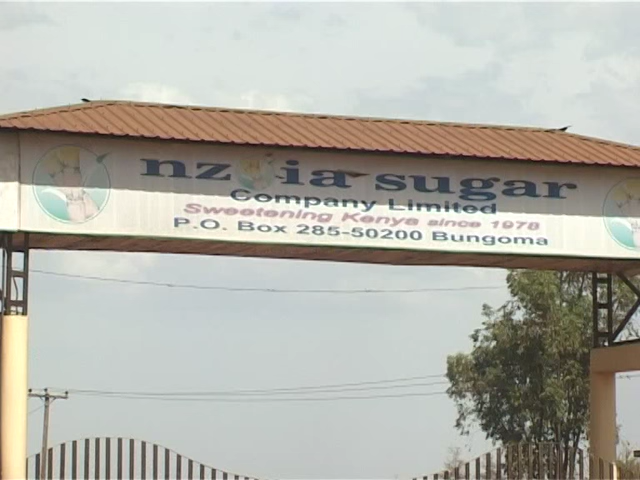 nzoia sugar
Company Limited
Sweetening Kenya since 1978
P.O. Box 285-50200 Bungoma